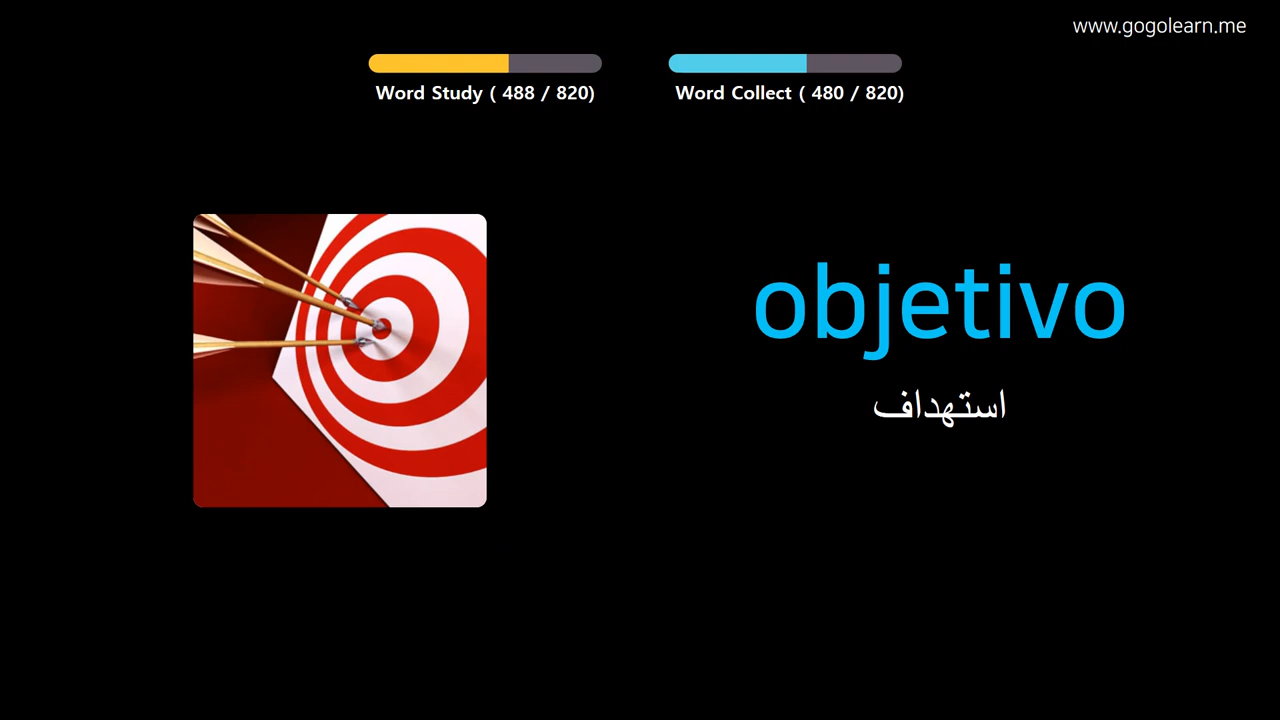 www.gogolearn.me
Word Study ( 488 / 820)
Word Collect ( 480 / 820)
objetivo
استهداف